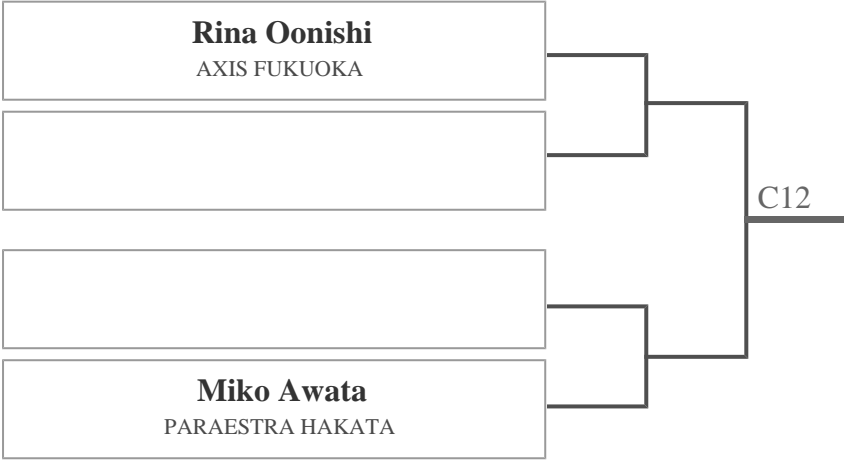 Rina Oonishi
AXIS FUKUOKA
C12
Miko Awata
PARAESTRA HAKATA